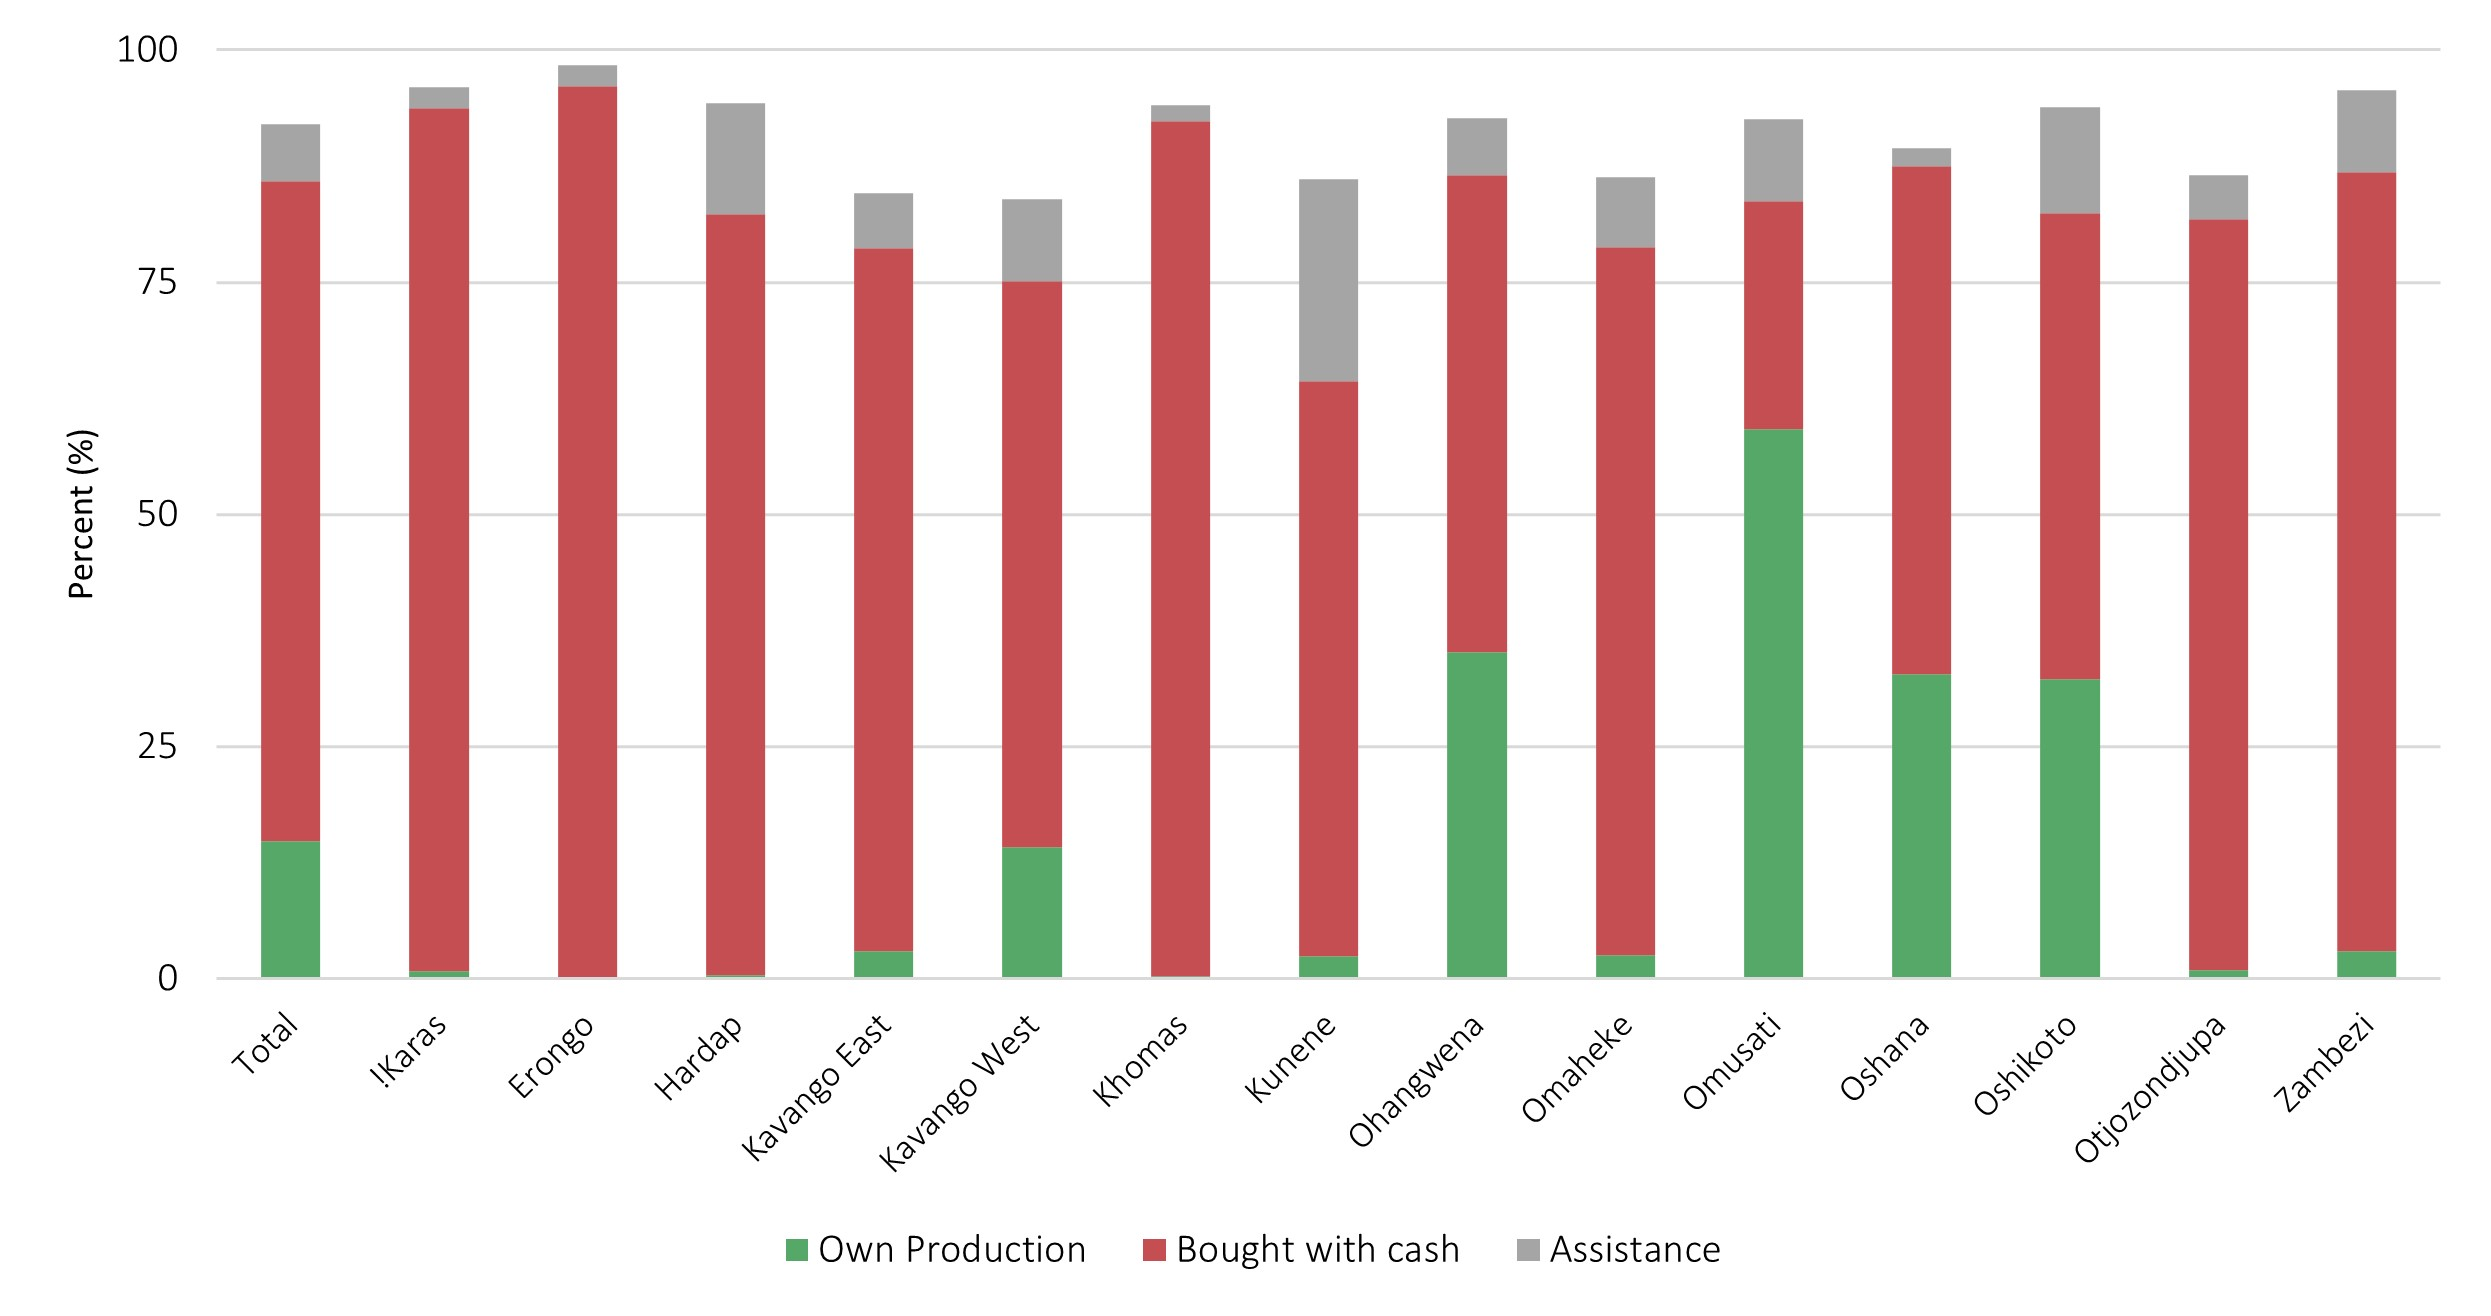 100
75
50
25
0
Percent (%)
Total
!Karas
Erongo
Hardap
Kavango East
Kavango West
Khomas
Kunene
Ohangwena
Omaheke
Omusati
Oshana
Oshikoto
Otjozondjupa
Zambezi
Own Production
Bought with cash
Assistance